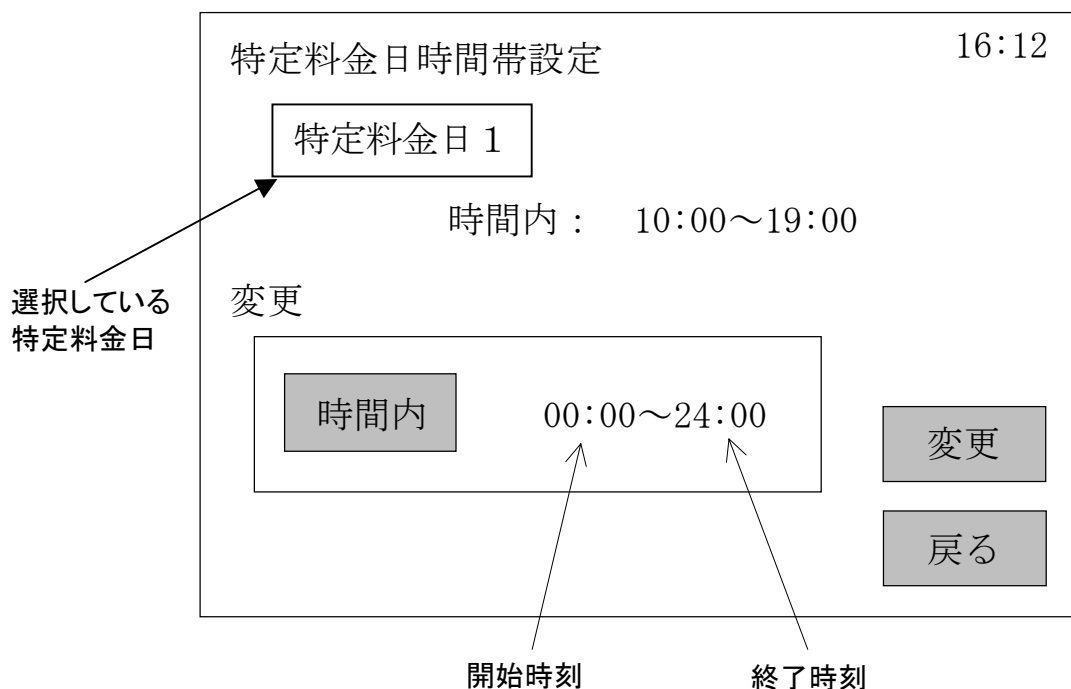 特定料金日時間帯設定
16:12
特定料金日１
時間内： 10:00～19:00
選択している
特定料金日
変更
時間内
00:00～24:00
変更
戻る
開始時刻
終了時刻